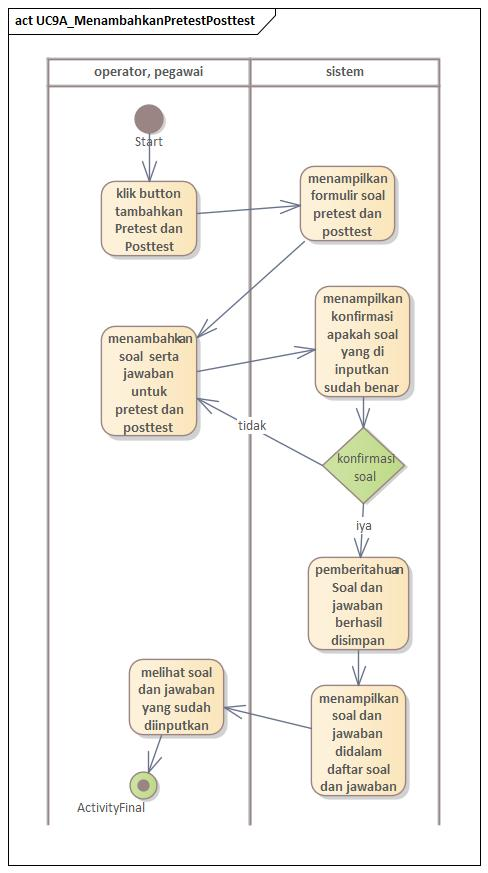 act UC9A_MenambahkanPretestPosttest
operator, pegawai
sistem
Start
klik button
tambahkan
Pretest dan
Posttest
menampilkan
formulir soal
pretest dan
posttest
menambahkan
soal serta
jawaban
untuk
pretest dan
posttest
menampilkan
konfirmasi
apakah soal
yang di
inputkan
sudah benar
tidak
konfirmasi
soal
iya
pemberitahuan
Soal dan
jawaban
berhasil
disimpan
menampilkan
soal dan
jawaban
didalam
daftar soal
dan jawaban
melihat soal
dan jawaban
yang sudah
diinputkan
ActivityFinal